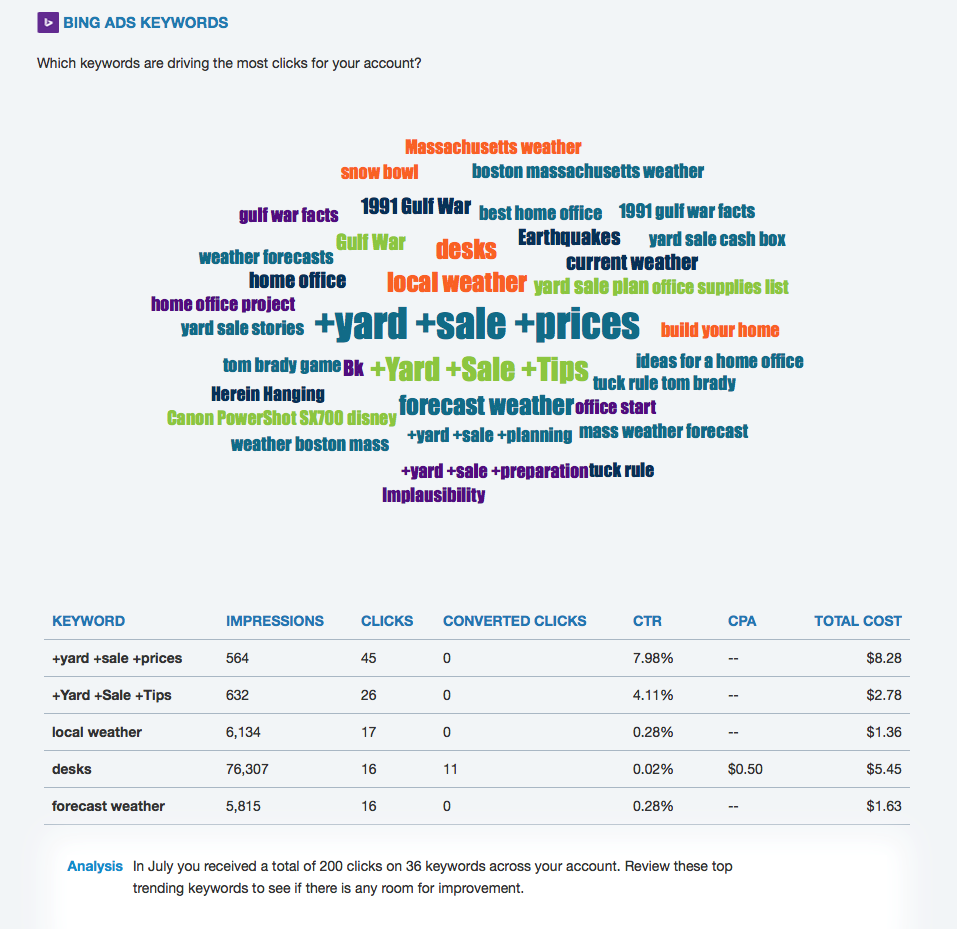 BING ADS KEYWORDS
Which keywords are driving the most clicks for your account?
Massachusetts weather
snow bowl boston massachusetts weather
gulf war facts 1991 Gulf War best home office 1991 gulf war facts
Gulf War desks Earthquakes yard sale cash box
weather forecasts current weather
home office local weather yard sale plan office supplies list
home office project
yard sale stories +yard +sale +prices build your home
tom brady game Bk +Yard +Sale +Tips ideas for a home office
tuck rule tom brady
Herein Hanging forecast weather office start
Canon PowerShot SX700 disney
weather boston mass +yard +sale +planning mass weather forecast
+yard +sale +preparation tuck rule
Implausibility
KEYWORD IMPRESSIONS CLICKS CONVERTED CLICKS CTR CPA TOTAL COST
+yard +sale +prices 564 45 0 7.98% -- $8.28
+Yard +Sale +Tips 632 26 0 4.11% -- $2.78
local weather 6,134 17 0 0.28% -- $1.36
desks 76,307 16 11 0.02% $0.50 $5.45
forecast weather 5,815 16 0 0.28% -- $1.63
Analysis In July you received a total of 200 clicks on 36 keywords across your account. Review these top
trending keywords to see if there is any room for improvement.